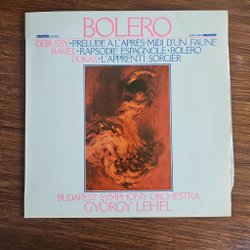 BOLERO
DEBUSSY•PRÉLUDE A L'APRÈS-MIDI D'UN FAUNE
RAVEL•RAPSODIE ESPAGNOLE•BOLERO
DUKAS•L'APPRENTI SORCIER
BUDAPEST SYMPHONY ORCHESTRA
GYÖRGY LEHEL